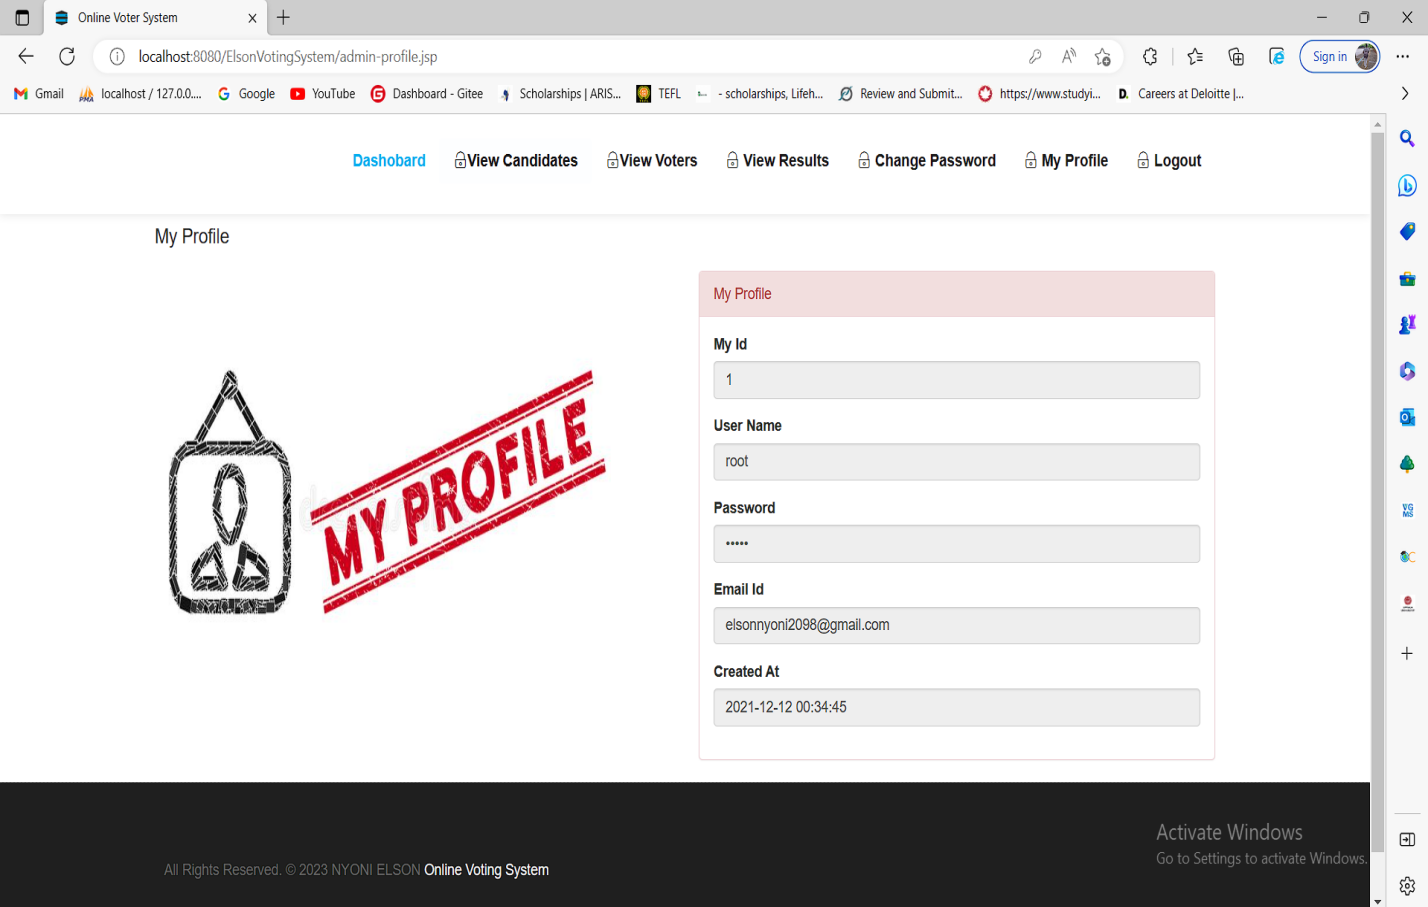 Online Voter System
localhost:8080/ElsonVotingSystem/admin-profile.jsp
Sign in
Gmail localhost / 127.0.0.... Google YouTube Dashboard - Gitee Scholarships | ARIS... TEFL - scholarships, Lifeh... Review and Submit... https://www.studyi... Careers at Deloitte |...
Dashobard View Candidates View Voters View Results Change Password My Profile Logout
My Profile
MY PROFILE
My Profile
My Id
1
User Name
root
Password
•••••
Email Id
elsonnyoni2098@gmail.com
Created At
2021-12-12 00:34:45
Activate Windows
Go to Settings to activate Windows.
All Rights Reserved. © 2023 NYONI ELSON Online Voting System